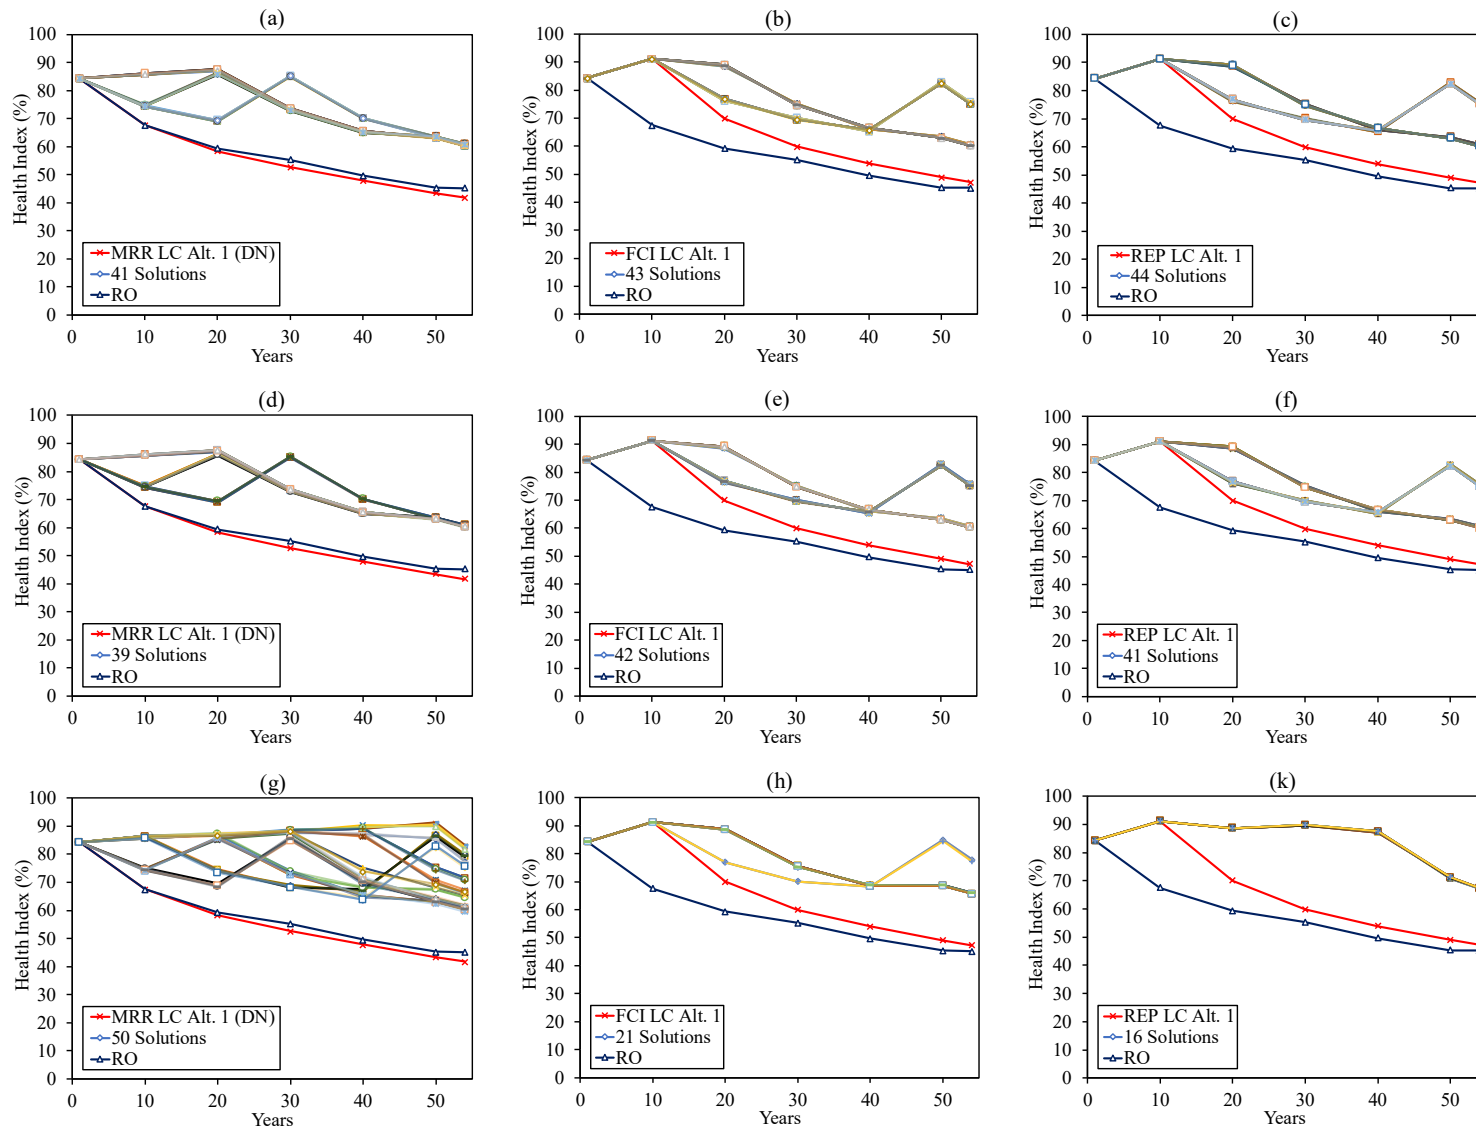 (a)
Health Index (%)
100
90
80
70
60
50
40
30
20
10
0
MRR LC Alt. 1 (DN)
41 Solutions
RO
0 10 20 30 40 50
Years
(b)
Health Index (%)
100
90
80
70
60
50
40
30
20
10
0
FCI LC Alt. 1
43 Solutions
RO
0 10 20 30 40 50
Years
(c)
Health Index (%)
100
90
80
70
60
50
40
30
20
10
0
REP LC Alt. 1
44 Solutions
RO
0 10 20 30 40 50
Years
(d)
Health Index (%)
100
90
80
70
60
50
40
30
20
10
0
MRR LC Alt. 1 (DN)
39 Solutions
RO
0 10 20 30 40 50
Years
(e)
Health Index (%)
100
90
80
70
60
50
40
30
20
10
0
FCI LC Alt. 1
42 Solutions
RO
0 10 20 30 40 50
Years
(f)
Health Index (%)
100
90
80
70
60
50
40
30
20
10
0
REP LC Alt. 1
41 Solutions
RO
0 10 20 30 40 50
Years
(g)
Health Index (%)
100
90
80
70
60
50
40
30
20
10
0
MRR LC Alt. 1 (DN)
50 Solutions
RO
0 10 20 30 40 50
Years
(h)
Health Index (%)
100
90
80
70
60
50
40
30
20
10
0
FCI LC Alt. 1
21 Solutions
RO
0 10 20 30 40 50
Years
(k)
Health Index (%)
100
90
80
70
60
50
40
30
20
10
0
REP LC Alt. 1
16 Solutions
RO
0 10 20 30 40 50
Years